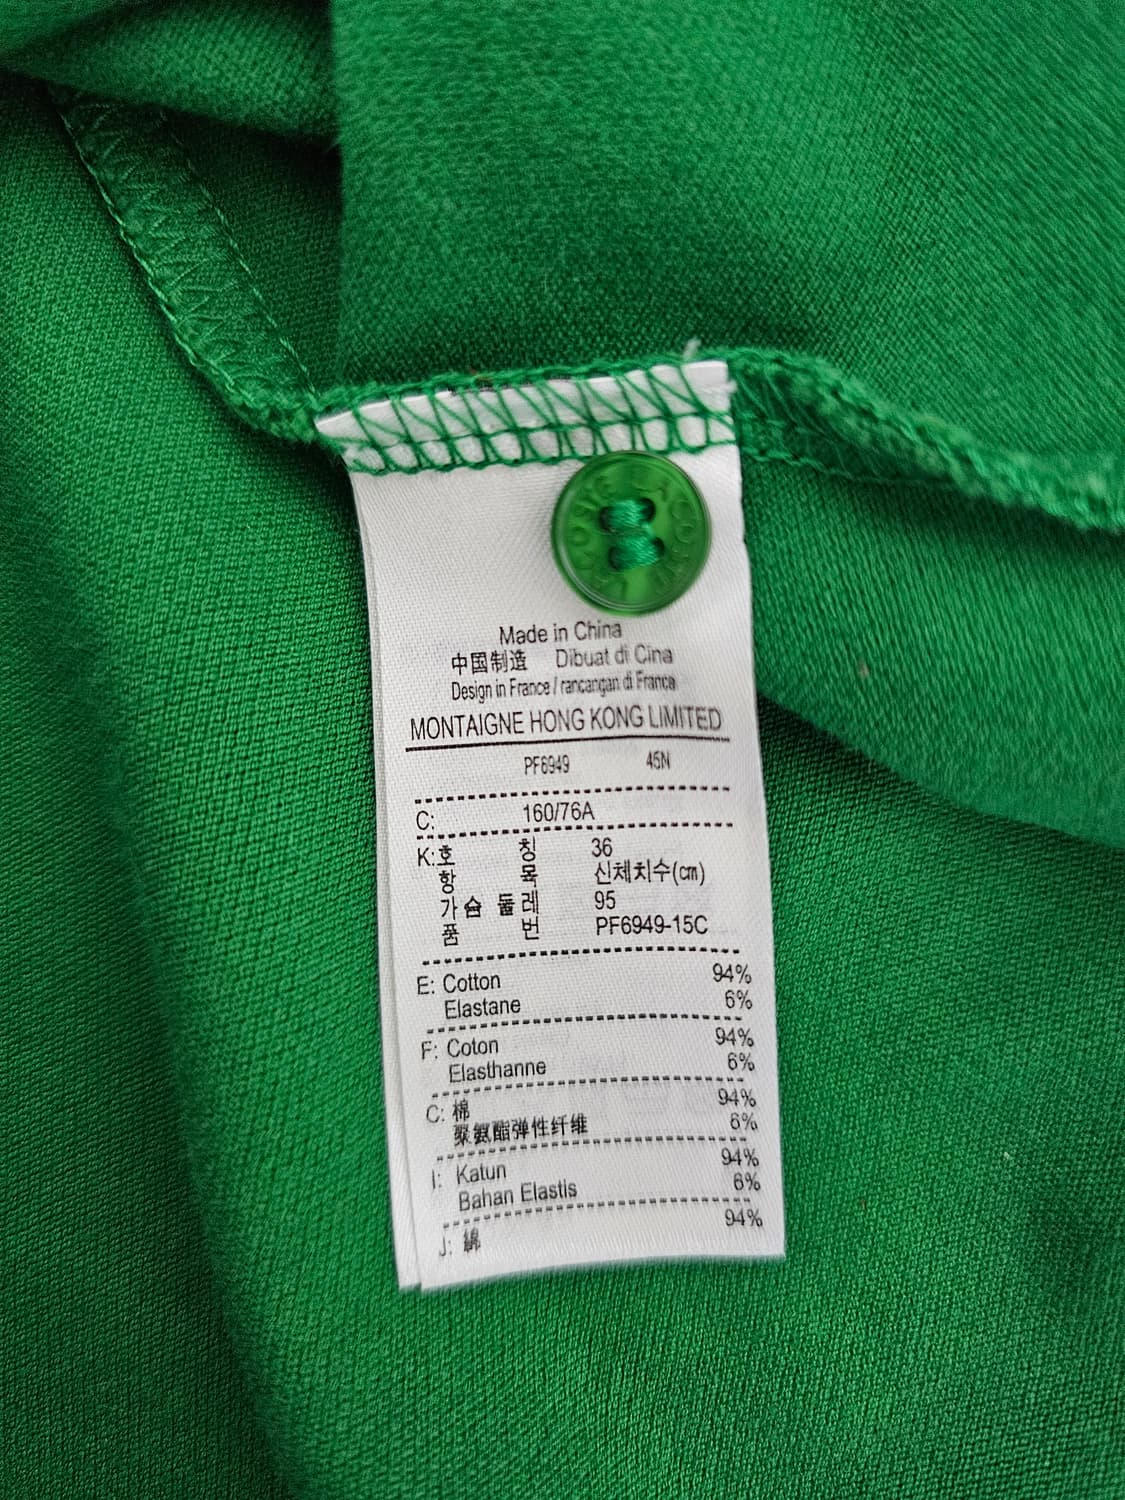 LACOSTE LACOSTE
Made in China
中国制造 Dibuat di Cina
Design in France / rancangan di France
MONTAIGNE HONG KONG LIMITED
PF6949 45N
C: 160/76A
K:호 칭 36
항 목 신체치수(cm)
가슴 둘레 95
품 번 PF6949-15C
E: Cotton 94%
Elastane 6%
F: Coton 94%
Elasthanne 6%
C: 棉 94%
聚氨酯弹性纤维 6%
I: Katun 94%
Bahan Elastis 6%
J: 綿 94%